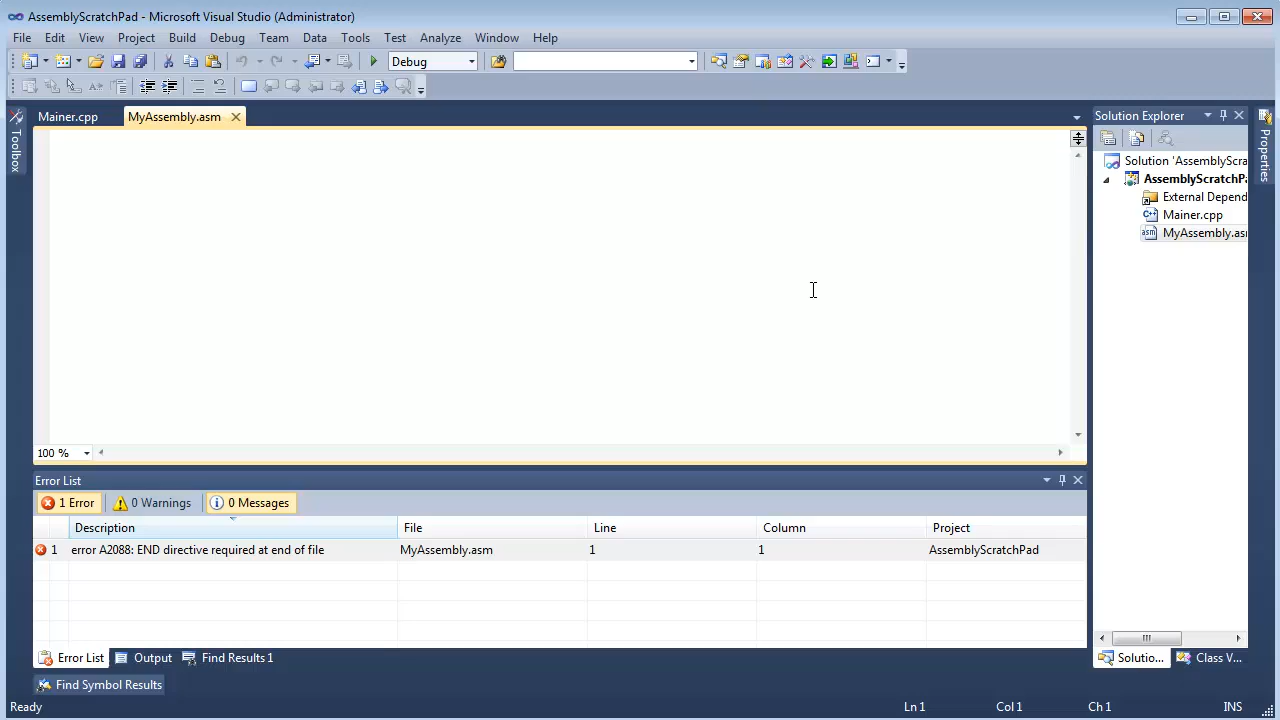 AssemblyScratchPad - Microsoft Visual Studio (Administrator)
File Edit View Project Build Debug Team Data Tools Test Analyze Window Help
Debug
Mainer.cpp MyAssembly.asm
Toolbox
Solution Explorer
Properties
Solution 'AssemblyScra
AssemblyScratchPa
External Depend
Mainer.cpp
MyAssembly.as
100 %
Error List
1 Error 0 Warnings 0 Messages
Description File Line Column Project
1 error A2088: END directive required at end of file MyAssembly.asm 1 1 AssemblyScratchPad
Error List Output Find Results 1
Solutio... Class V...
Find Symbol Results
Ready Ln 1 Col 1 Ch 1 INS